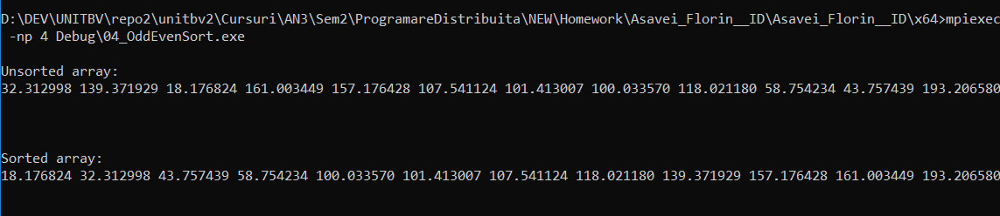 D:\DEV\UNITBV\repo2\unitbv2\Cursuri\AN3\Sem2\ProgramareDistribuita\NEW\Homework\Asavei_Florin__ID\Asavei_Florin__ID\x64>mpiexec
-np 4 Debug\04_OddEvenSort.exe
Unsorted array:
32.312998 139.371929 18.176824 161.003449 157.176428 107.541124 101.413007 100.033570 118.021180 58.754234 43.757439 193.206580
Sorted array:
18.176824 32.312998 43.757439 58.754234 100.033570 101.413007 107.541124 118.021180 139.371929 157.176428 161.003449 193.206580